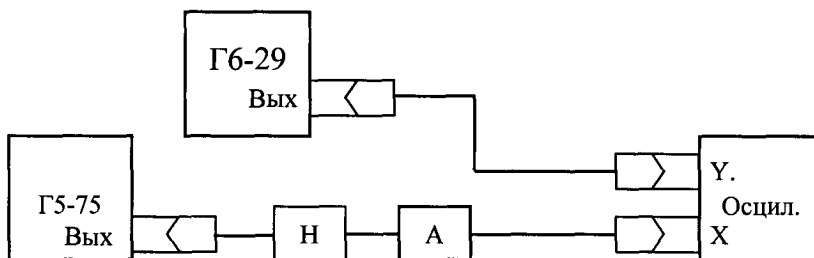 Г6-29
Вых
Y.
Г5-75
Осцил.
Вых
Н
А
X